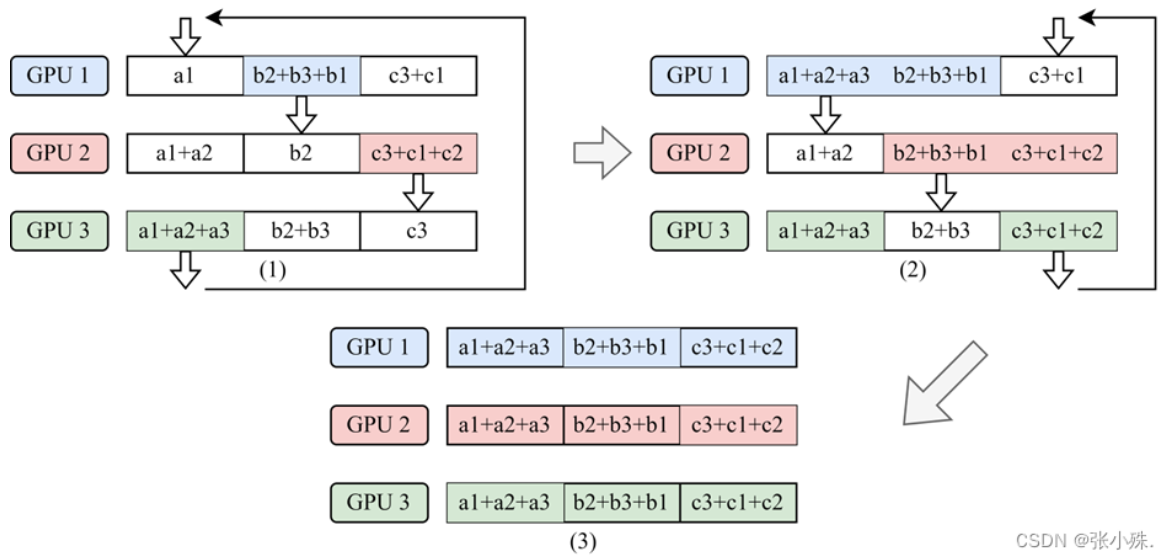 GPU 1 a1 b2+b3+b1 c3+c1
GPU 2 a1+a2 b2 c3+c1+c2
GPU 3 a1+a2+a3 b2+b3 c3
(1)
GPU 1 a1+a2+a3 b2+b3+b1 c3+c1
GPU 2 a1+a2 b2+b3+b1 c3+c1+c2
GPU 3 a1+a2+a3 b2+b3 c3+c1+c2
(2)
GPU 1 a1+a2+a3 b2+b3+b1 c3+c1+c2
GPU 2 a1+a2+a3 b2+b3+b1 c3+c1+c2
GPU 3 a1+a2+a3 b2+b3+b1 c3+c1+c2
(3)
CSDN @张小殊.